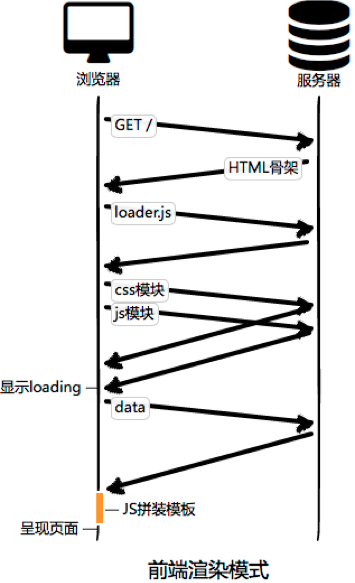 浏览器
服务器
GET /
HTML骨架
loader.js
css模块
js模块
显示loading
data
JS拼装模板
呈现页面
前端渲染模式